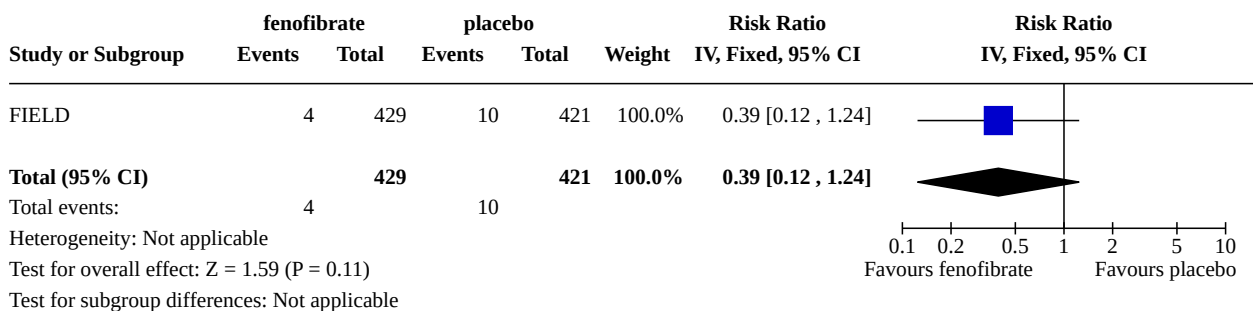 fenofibrate placebo Risk Ratio Risk Ratio
Study or Subgroup Events Total Events Total Weight IV, Fixed, 95% CI IV, Fixed, 95% CI
FIELD 4 429 10 421 100.0% 0.39 [0.12 , 1.24]
Total (95% CI) 429 421 100.0% 0.39 [0.12 , 1.24]
Total events: 4 10
Heterogeneity: Not applicable
Test for overall effect: Z = 1.59 (P = 0.11)
Test for subgroup differences: Not applicable
0.1 0.2 0.5 1 2 5 10
Favours fenofibrate Favours placebo